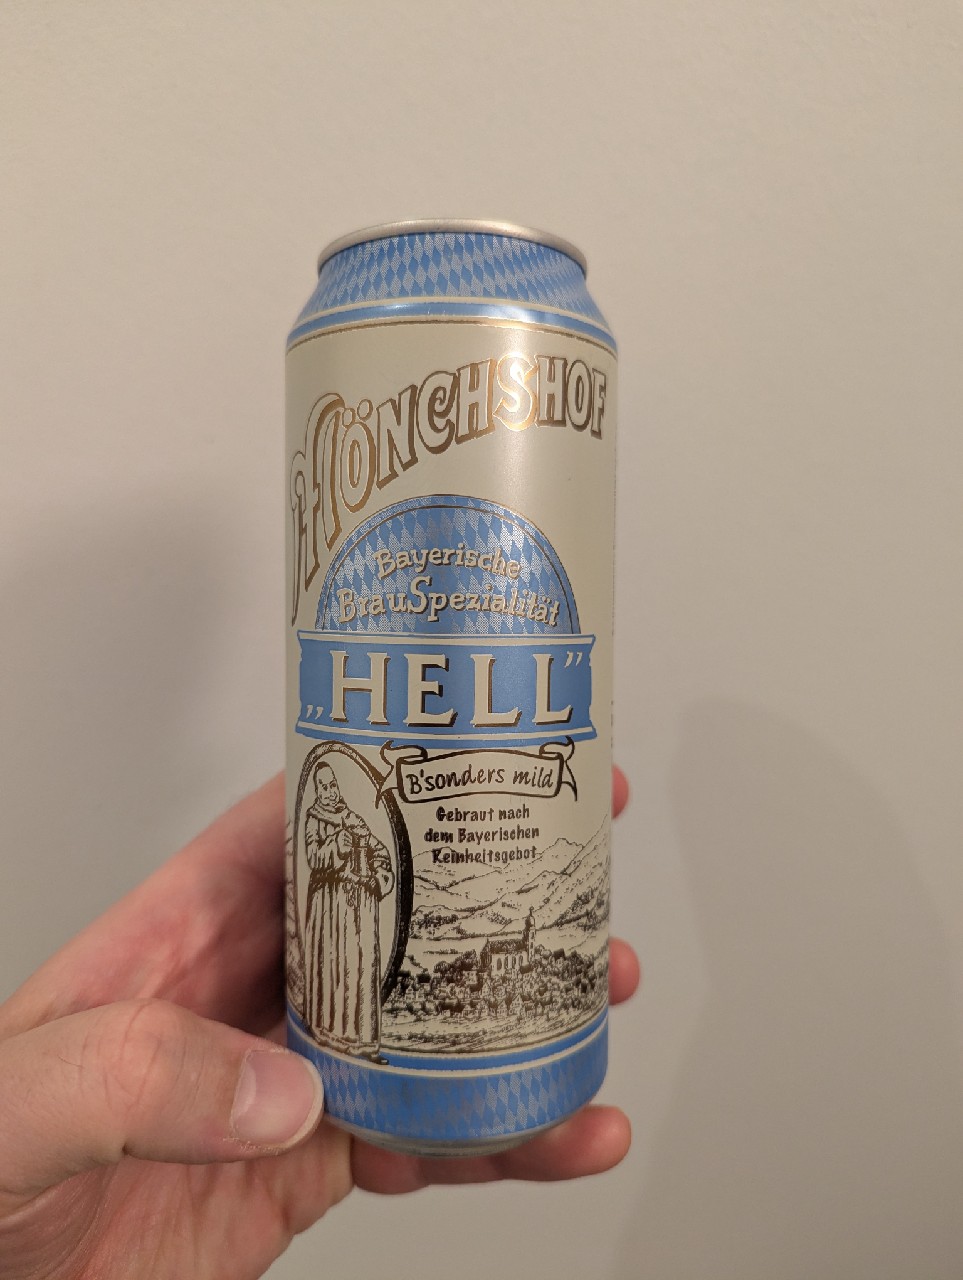 MÖNCHSHOF
Bayerische
BrauSpezialität
„HELL”
B'sonders mild
Gebraut nach
dem Bayerischen
Reinheitsgebot